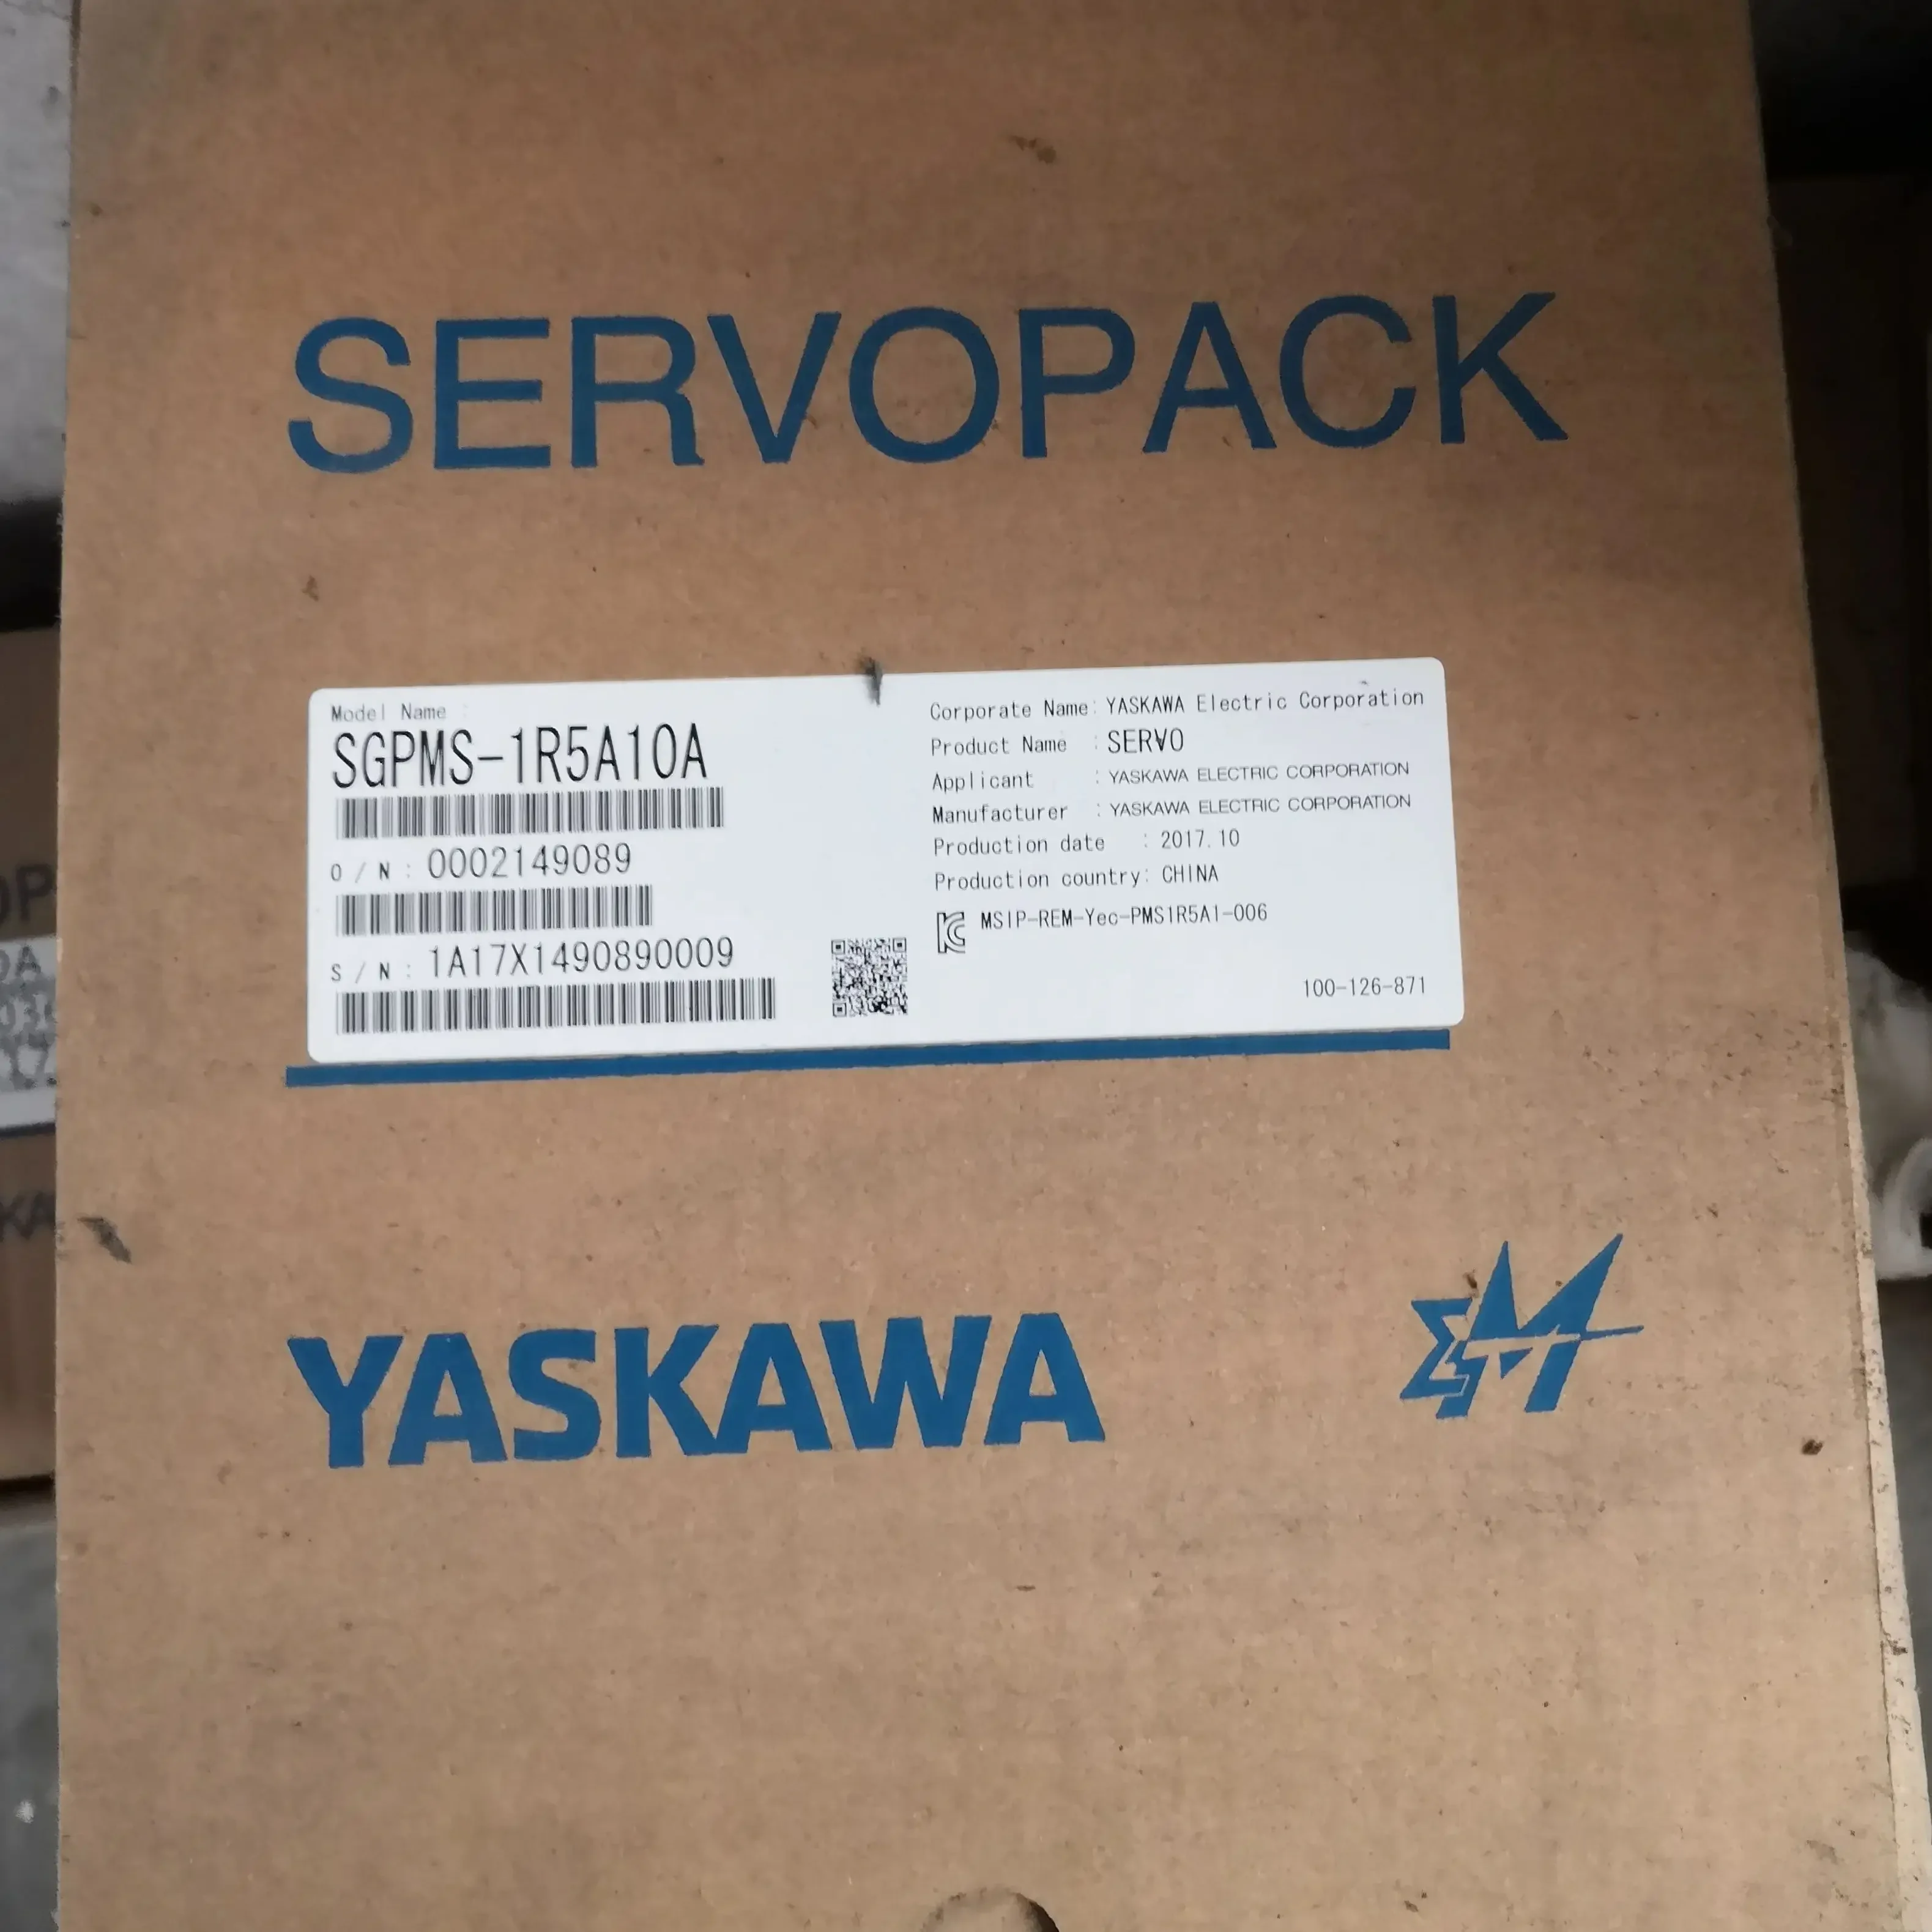 SERVOPACK
Model Name :
SGPMS-1R5A10A
O / N : 0002149089
S / N : 1A17X1490890009
Corporate Name: YASKAWA Electric Corporation
Product Name : SERVO
Applicant : YASKAWA ELECTRIC CORPORATION
Manufacturer : YASKAWA ELECTRIC CORPORATION
Production date : 2017.10
Production country: CHINA
MSIP-REM-Yec-PMS1R5A1-006
100-126-871
YASKAWA